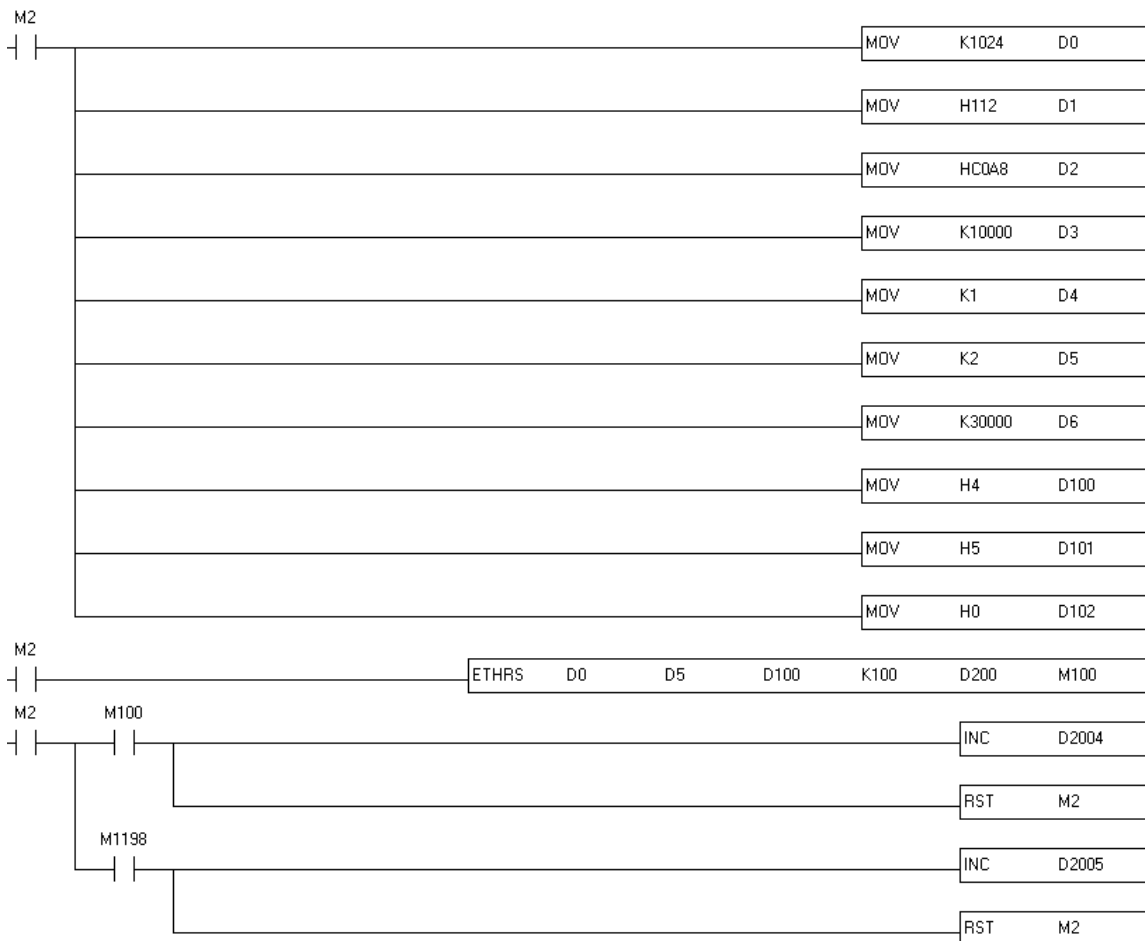 M2
MOV K1024 D0
MOV H112 D1
MOV HC0A8 D2
MOV K10000 D3
MOV K1 D4
MOV K2 D5
MOV K30000 D6
MOV H4 D100
MOV H5 D101
MOV H0 D102
M2
ETHRS D0 D5 D100 K100 D200 M100
M2 M100
INC D2004
RST M2
M1198
INC D2005
RST M2